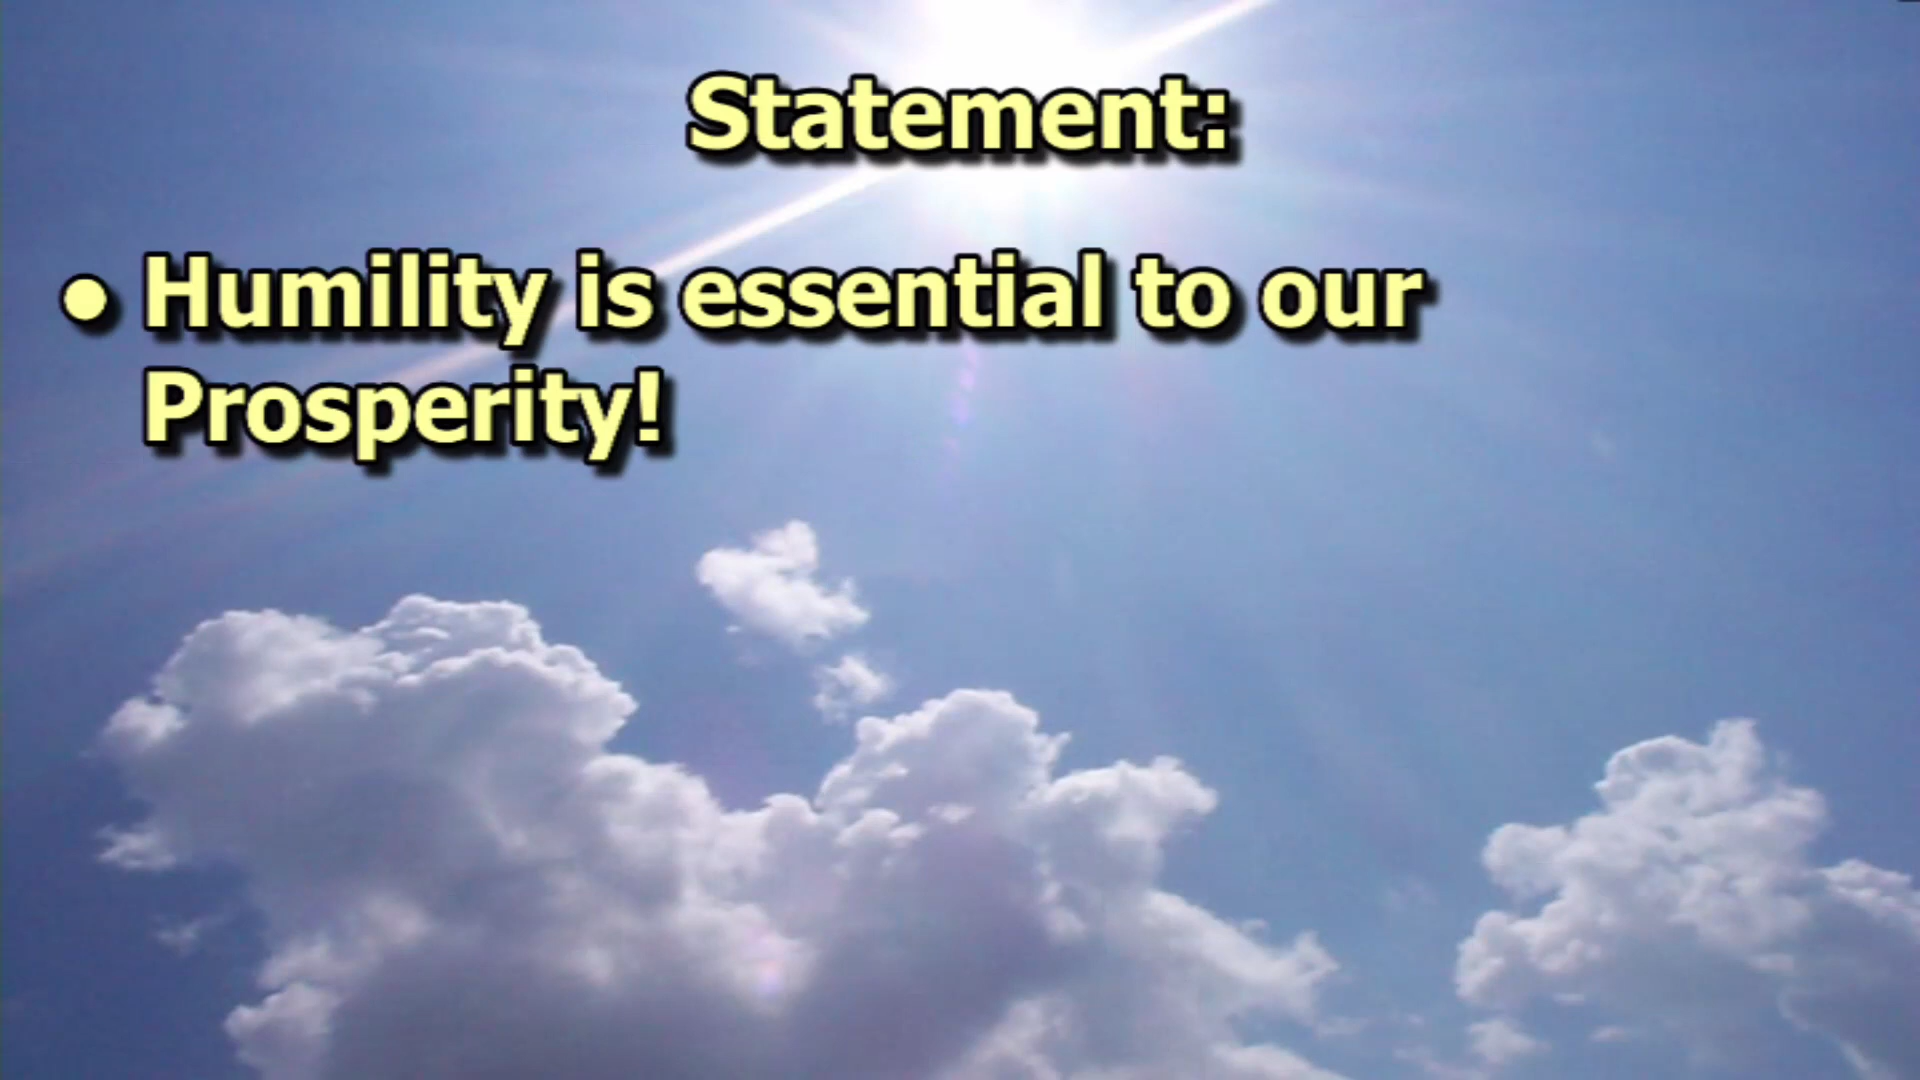 Statement:
• Humility is essential to our
Prosperity!